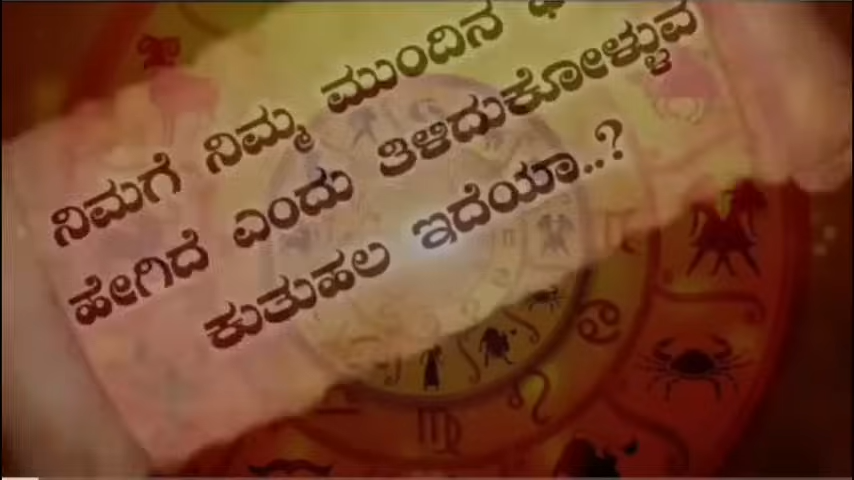 ನಿಮಗೆ ನಿಮ್ಮ ಮುಂದಿನ
ಹೇಗಿದೆ ಎಂದು ತಿಳಿದುಕೋಳ್ಳುವ
ಕುತುಹಲ ಇದೆಯಾ..?